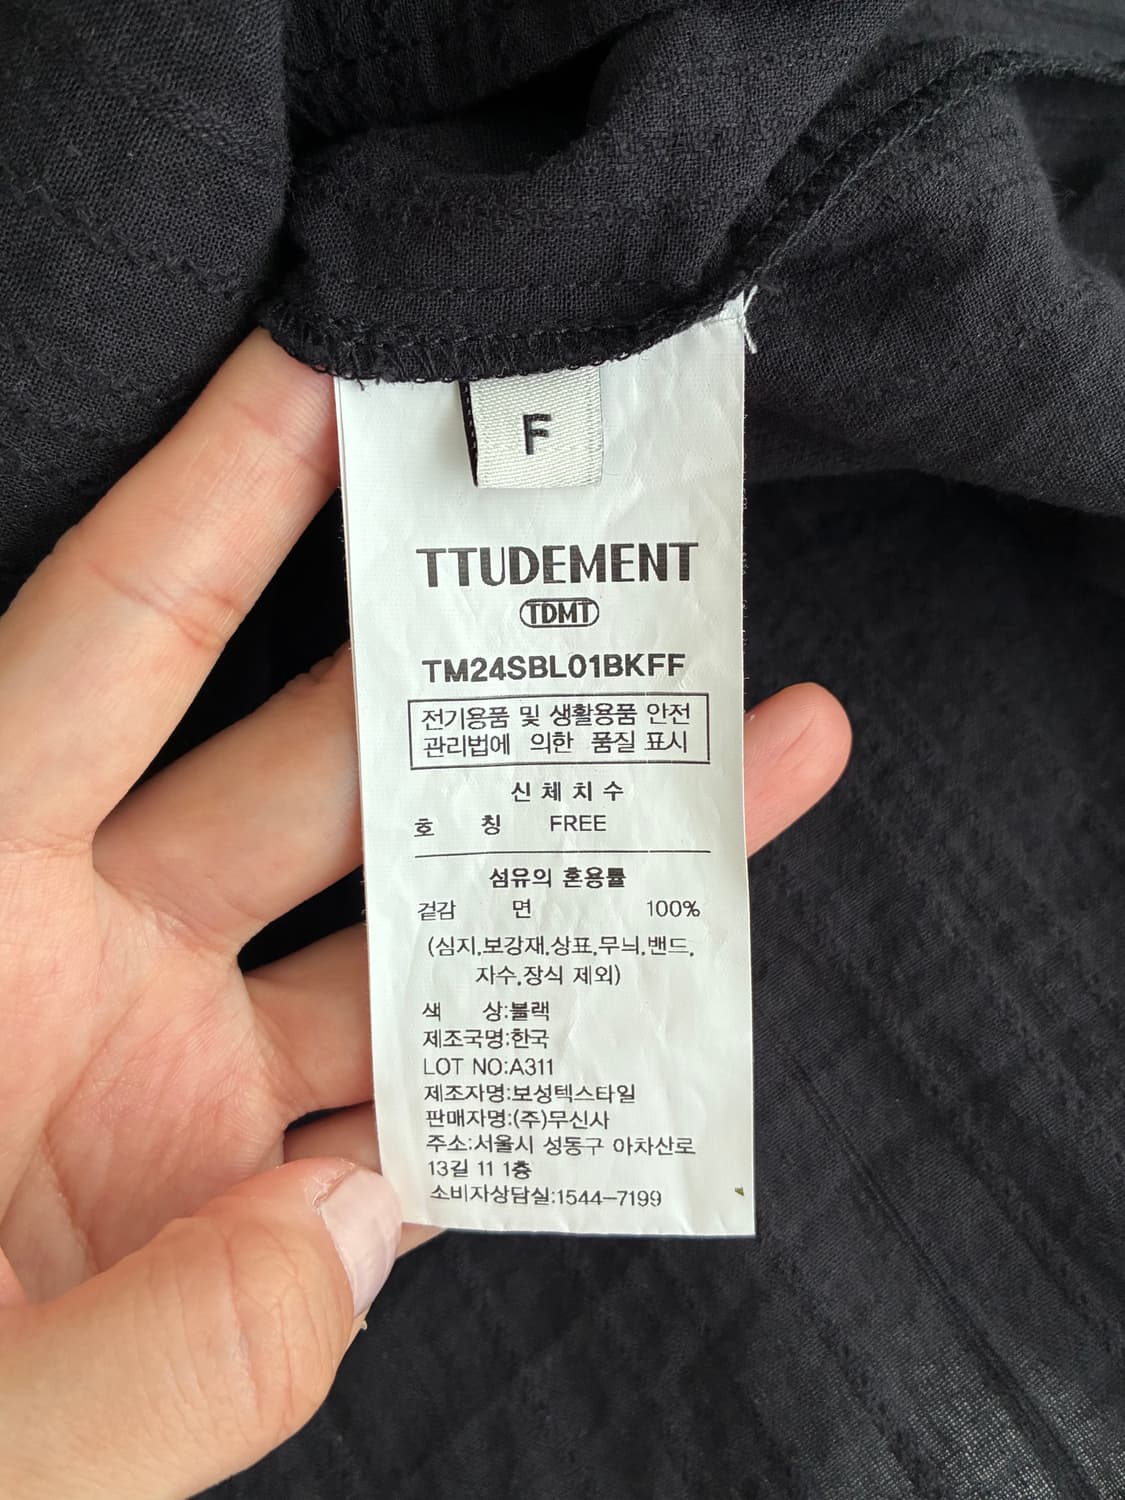 F
TTUDEMENT
TDMT
TM24SBL01BKFF
전기용품 및 생활용품 안전
관리법에 의한 품질 표시
신 체 치 수
호 칭 FREE
섬유의 혼용률
겉감 면 100%
(심지,보강재,상표,무늬,밴드,
자수,장식 제외)
색 상:블랙
제조국명:한국
LOT NO:A311
제조자명:보성텍스타일
판매자명:(주)무신사
주소:서울시 성동구 아차산로
13길 11 1층
소비자상담실:1544-7199